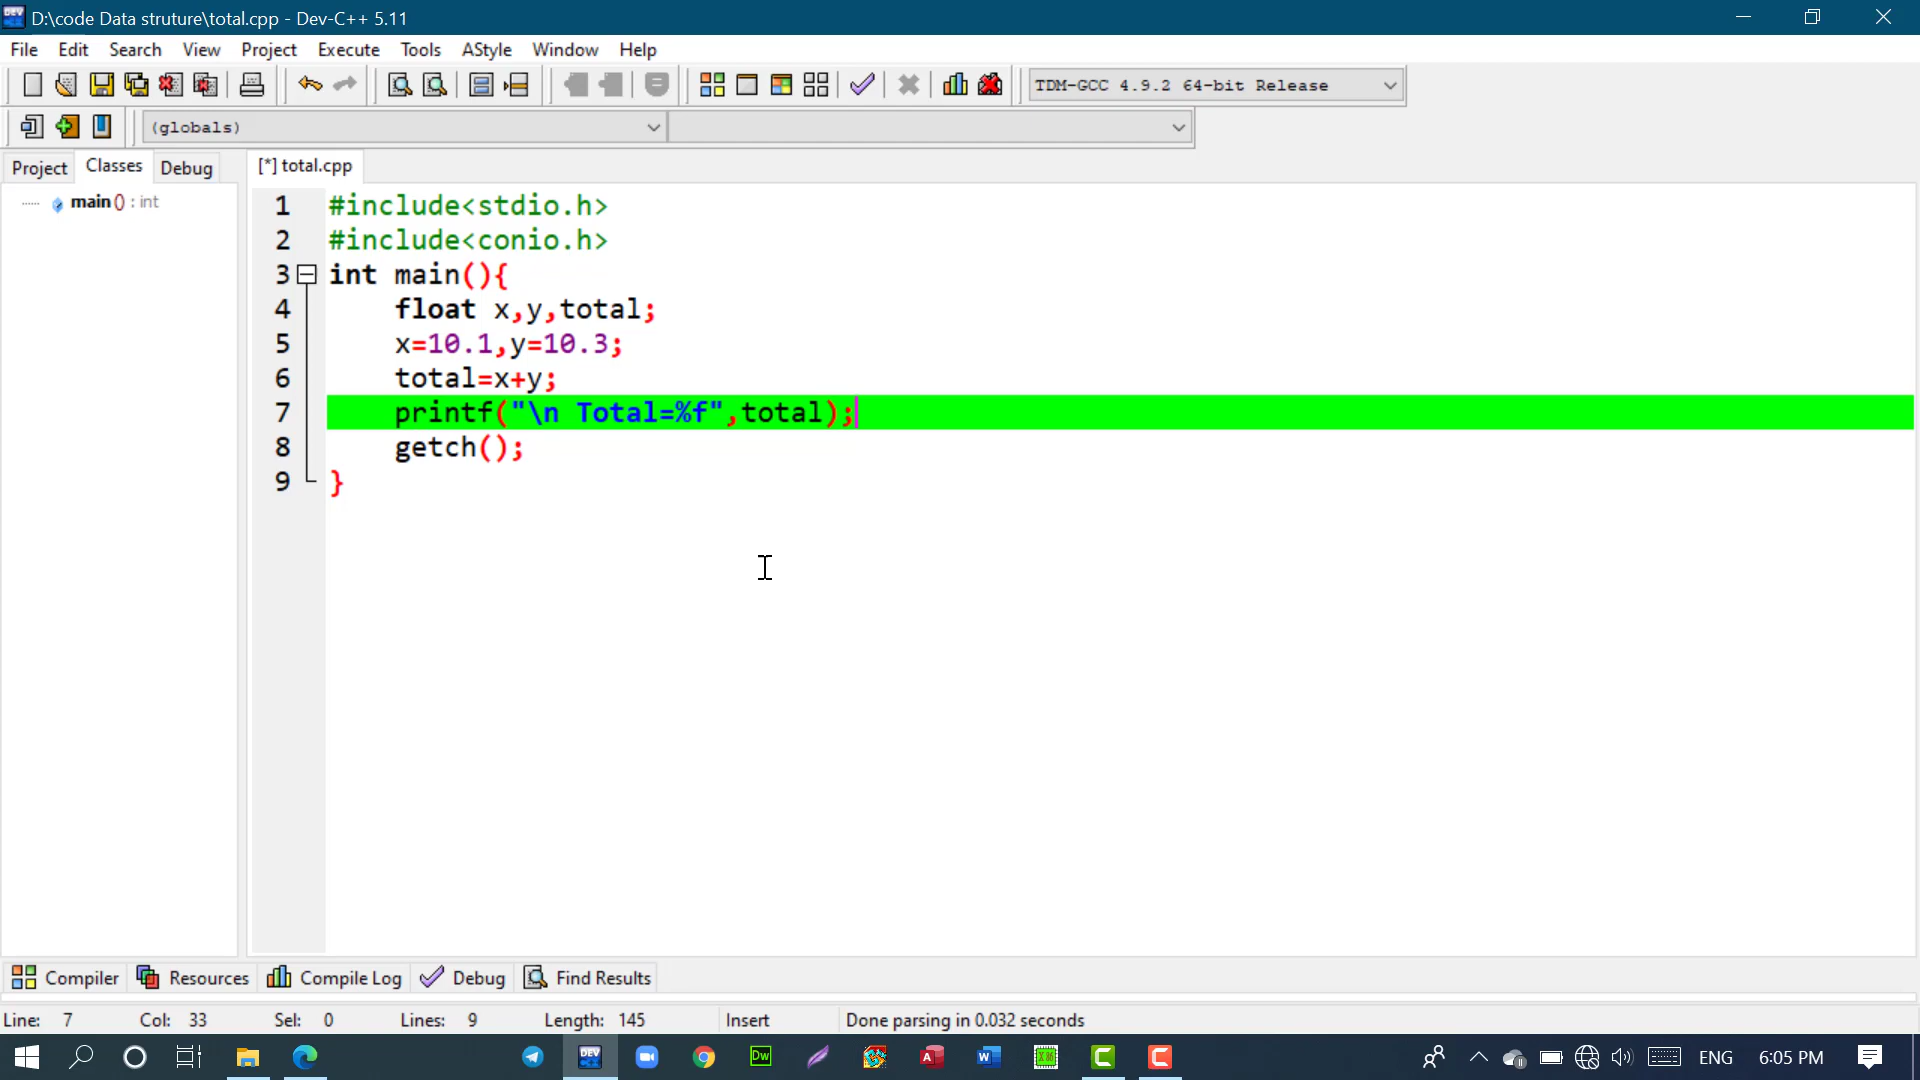 D:\code Data struture\total.cpp - Dev-C++ 5.11
File Edit Search View Project Execute Tools AStyle Window Help
TDM-GCC 4.9.2 64-bit Release
(globals)
Project Classes Debug [*] total.cpp
main () : int
1 #include<stdio.h>
2 #include<conio.h>
3 int main(){
4 float x,y,total;
5 x=10.1,y=10.3;
6 total=x+y;
7 printf("\n Total=%f",total);
8 getch();
9 }
Compiler Resources Compile Log Debug Find Results
Line: 7 Col: 33 Sel: 0 Lines: 9 Length: 145 Insert Done parsing in 0.032 seconds
DEV Dw ENG 6:05 PM